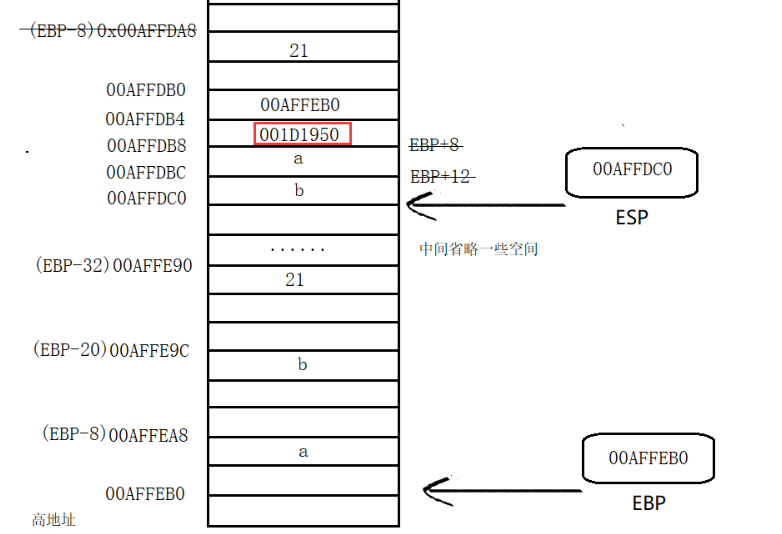 (EBP-8)0x00AFFDA8
21
00AFFDB0
00AFFEB0
00AFFDB4
001D1950
00AFFDB8
a
EBP+8
00AFFDBC
b
EBP+12
00AFFDC0
00AFFDC0
ESP
......
中间省略一些空间
(EBP-32)00AFFE90
21
(EBP-20)00AFFE9C
b
(EBP-8)00AFFEA8
a
00AFFEB0
00AFFEB0
EBP
高地址